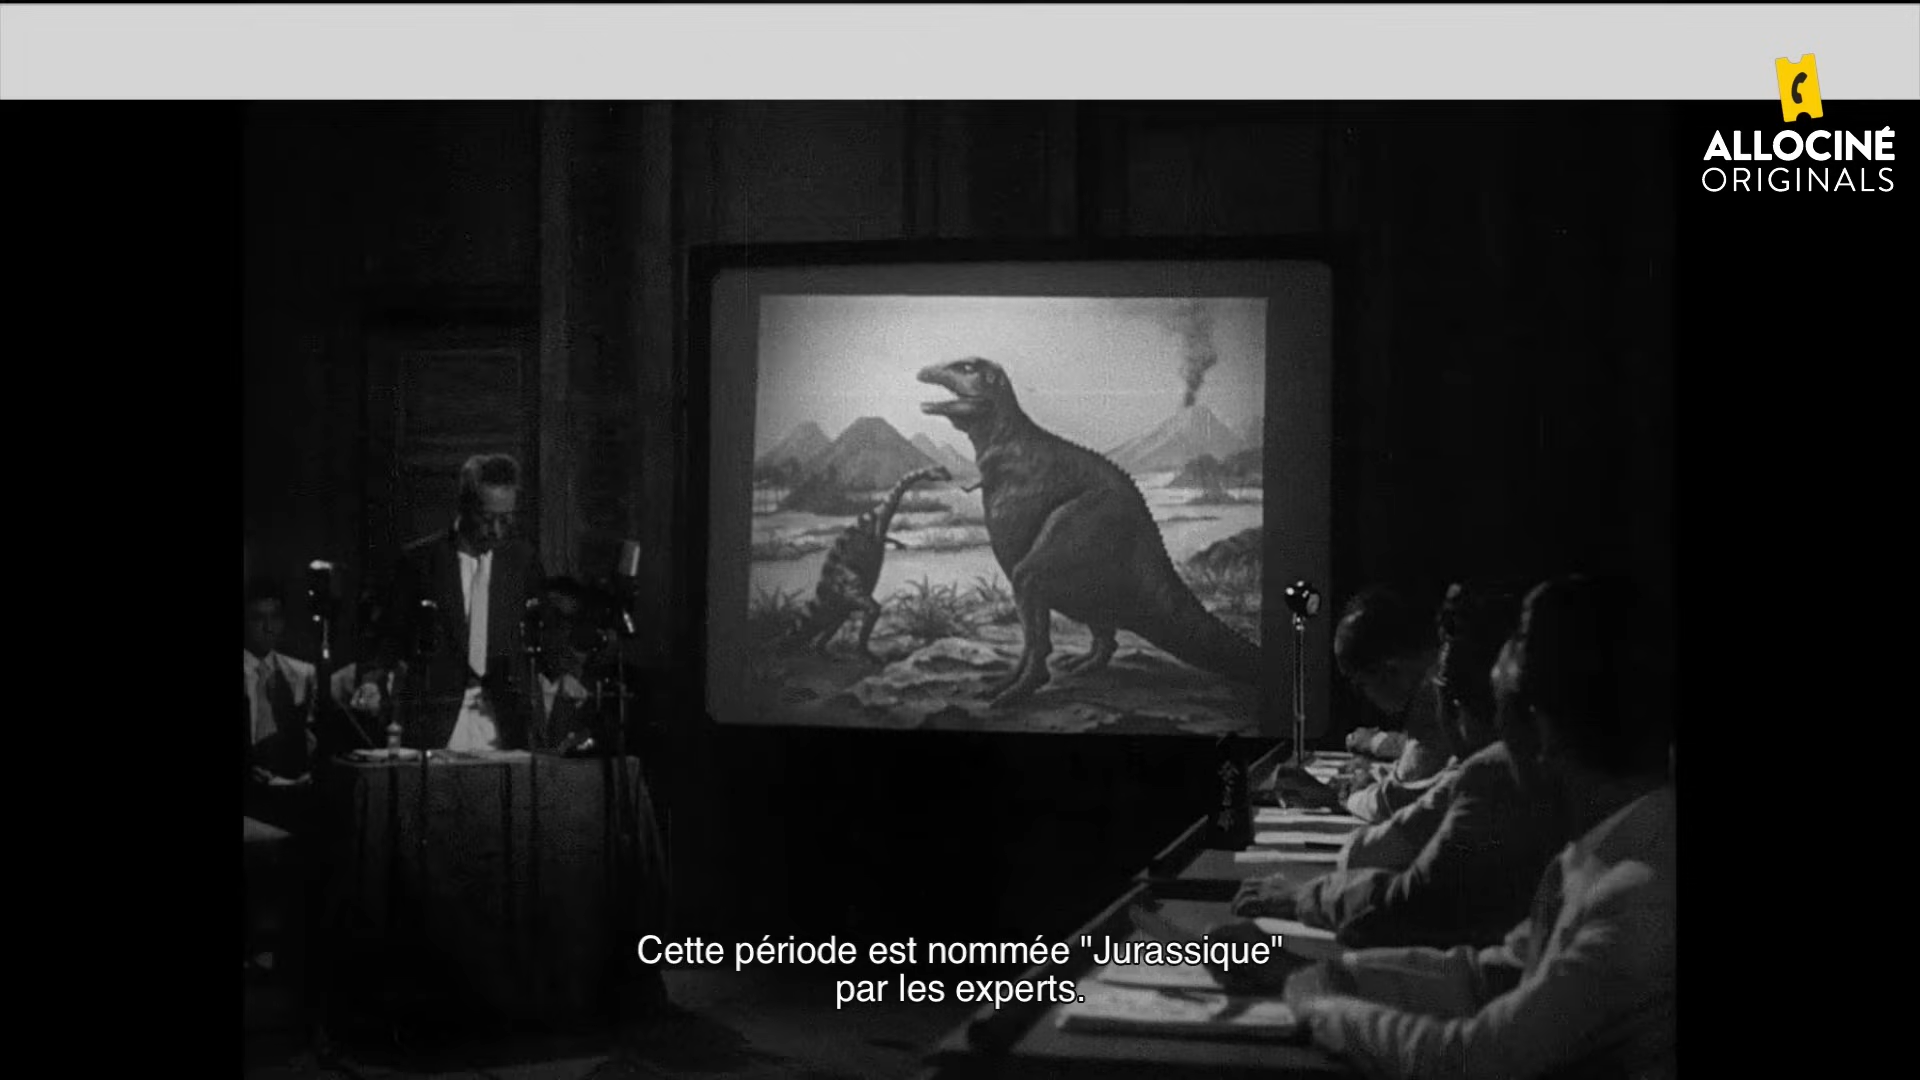 ALLOCINÉ
ORIGINALS
Cette période est nommée "Jurassique"
par les experts.